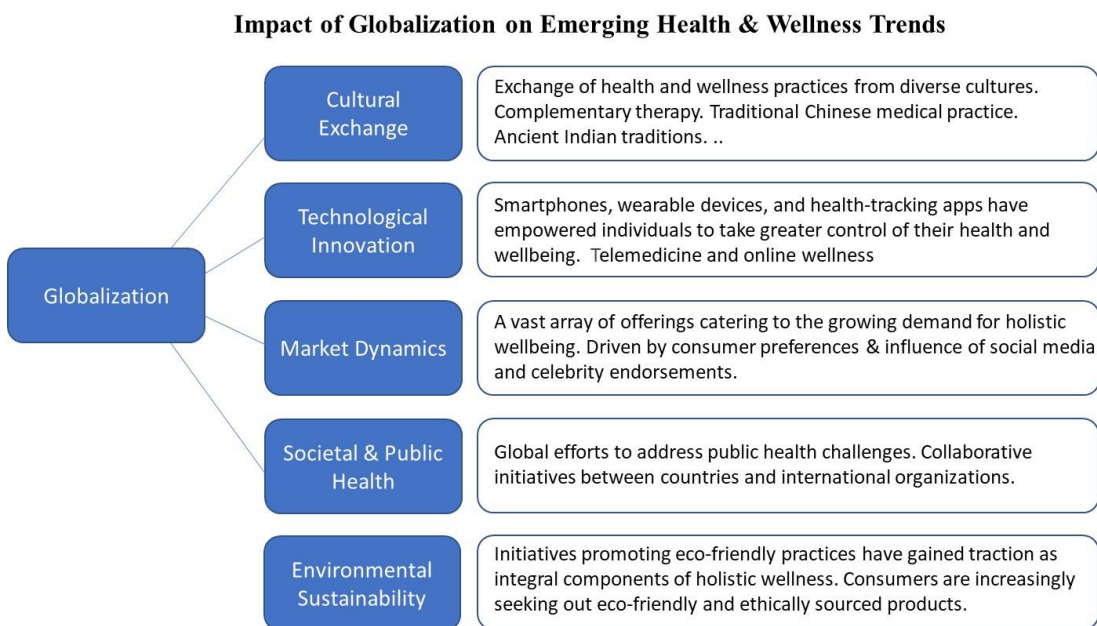 Impact of Globalization on Emerging Health & Wellness Trends
Globalization
Cultural
Exchange
Exchange of health and wellness practices from diverse cultures.
Complementary therapy. Traditional Chinese medical practice.
Ancient Indian traditions. ..
Technological
Innovation
Smartphones, wearable devices, and health-tracking apps have
empowered individuals to take greater control of their health and
wellbeing.  Telemedicine and online wellness
Market Dynamics
A vast array of offerings catering to the growing demand for holistic
wellbeing. Driven by consumer preferences & influence of social media
and celebrity endorsements.
Societal & Public
Health
Global efforts to address public health challenges. Collaborative
initiatives between countries and international organizations.
Environmental
Sustainability
Initiatives promoting eco-friendly practices have gained traction as
integral components of holistic wellness. Consumers are increasingly
seeking out eco-friendly and ethically sourced products.